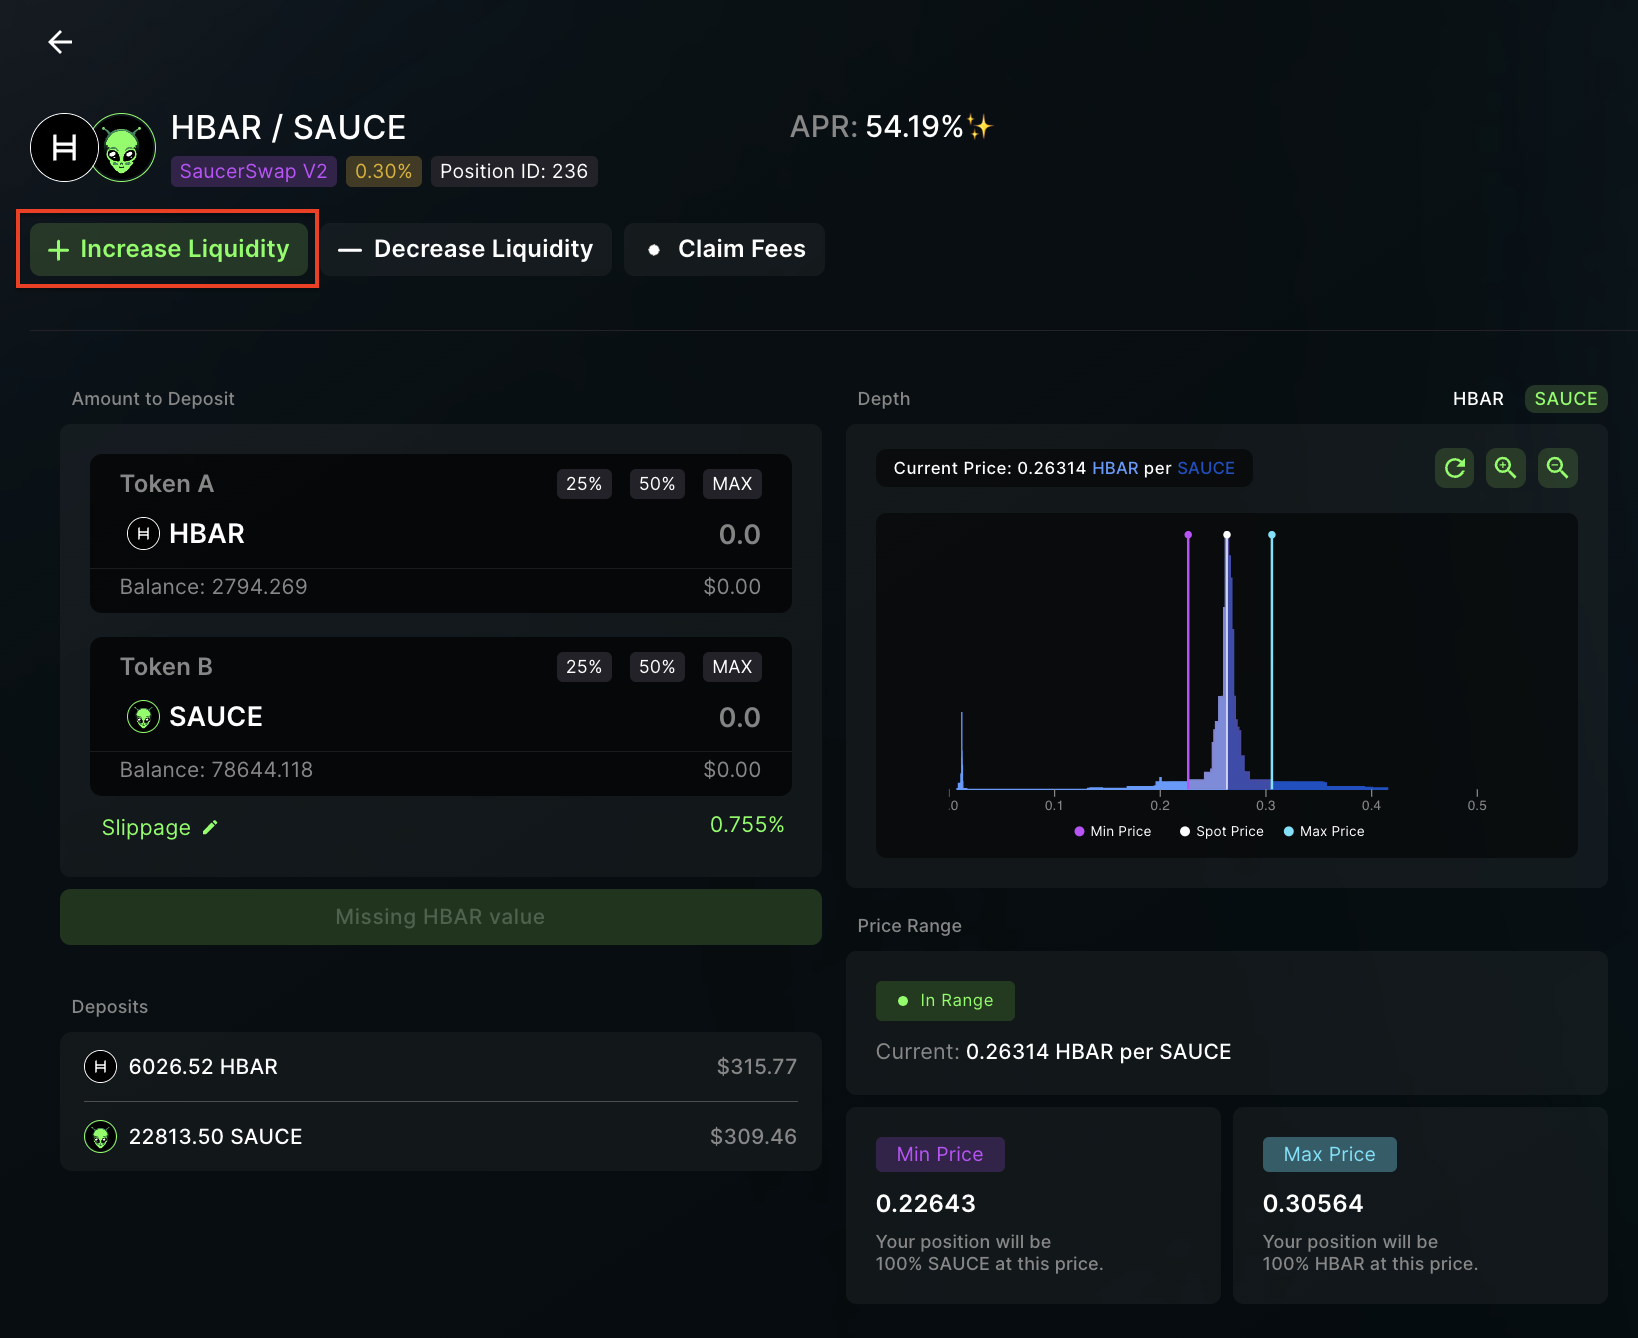 HBAR / SAUCE
APR: 54.19%✨
SaucerSwap V2 0.30% Position ID: 236
+ Increase Liquidity — Decrease Liquidity Claim Fees
Amount to Deposit
Token A 25% 50% MAX
HBAR 0.0
Balance: 2794.269 $0.00
Token B 25% 50% MAX
SAUCE 0.0
Balance: 78644.118 $0.00
Slippage 0.755%
Missing HBAR value
Deposits
6026.52 HBAR $315.77
22813.50 SAUCE $309.46
Depth HBAR SAUCE
Current Price: 0.26314 HBAR per SAUCE
.0 0.1 0.2 0.3 0.4 0.5
Min Price Spot Price Max Price
Price Range
In Range
Current: 0.26314 HBAR per SAUCE
Min Price
0.22643
Your position will be
100% SAUCE at this price.
Max Price
0.30564
Your position will be
100% HBAR at this price.